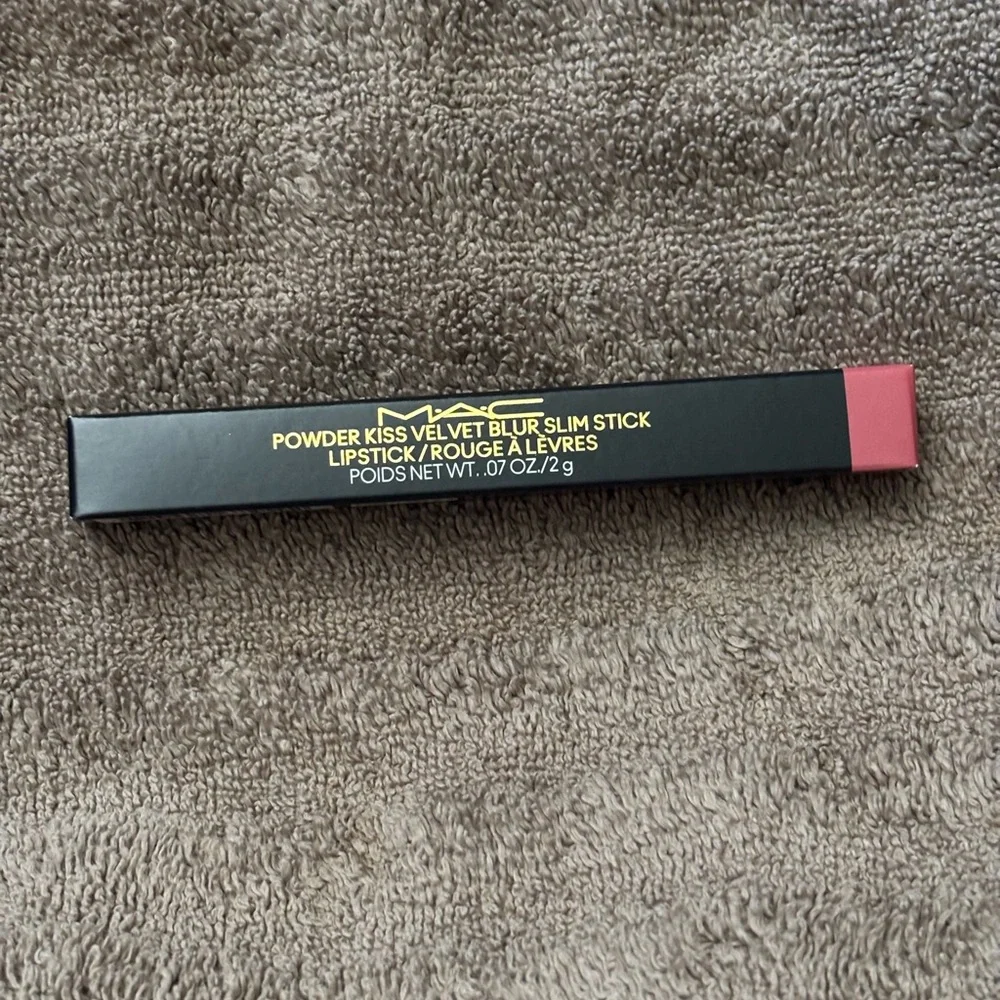 M·A·C
POWDER KISS VELVET BLUR SLIM STICK
LIPSTICK / ROUGE À LÈVRES
POIDS NET WT. .07 OZ./2 g